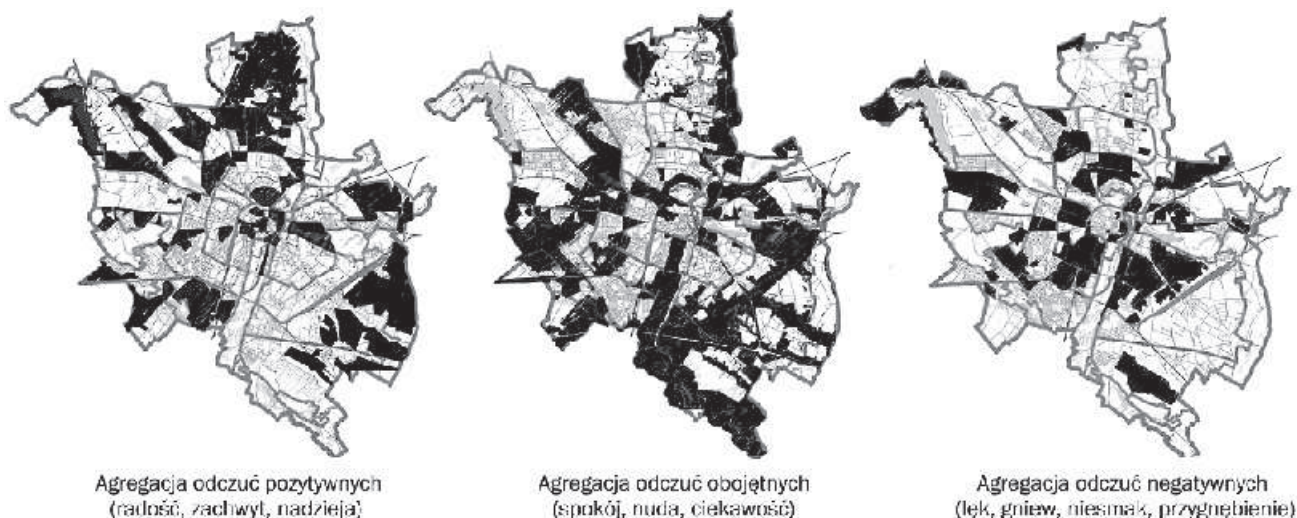 Agregacja odczuć pozytywnych
(radość, zachwyt, nadzieja)
Agregacja odczuć obojętnych
(spokój, nuda, ciekawość)
Agregacja odczuć negatywnych
(lęk, gniew, niesmak, przygnębienie)